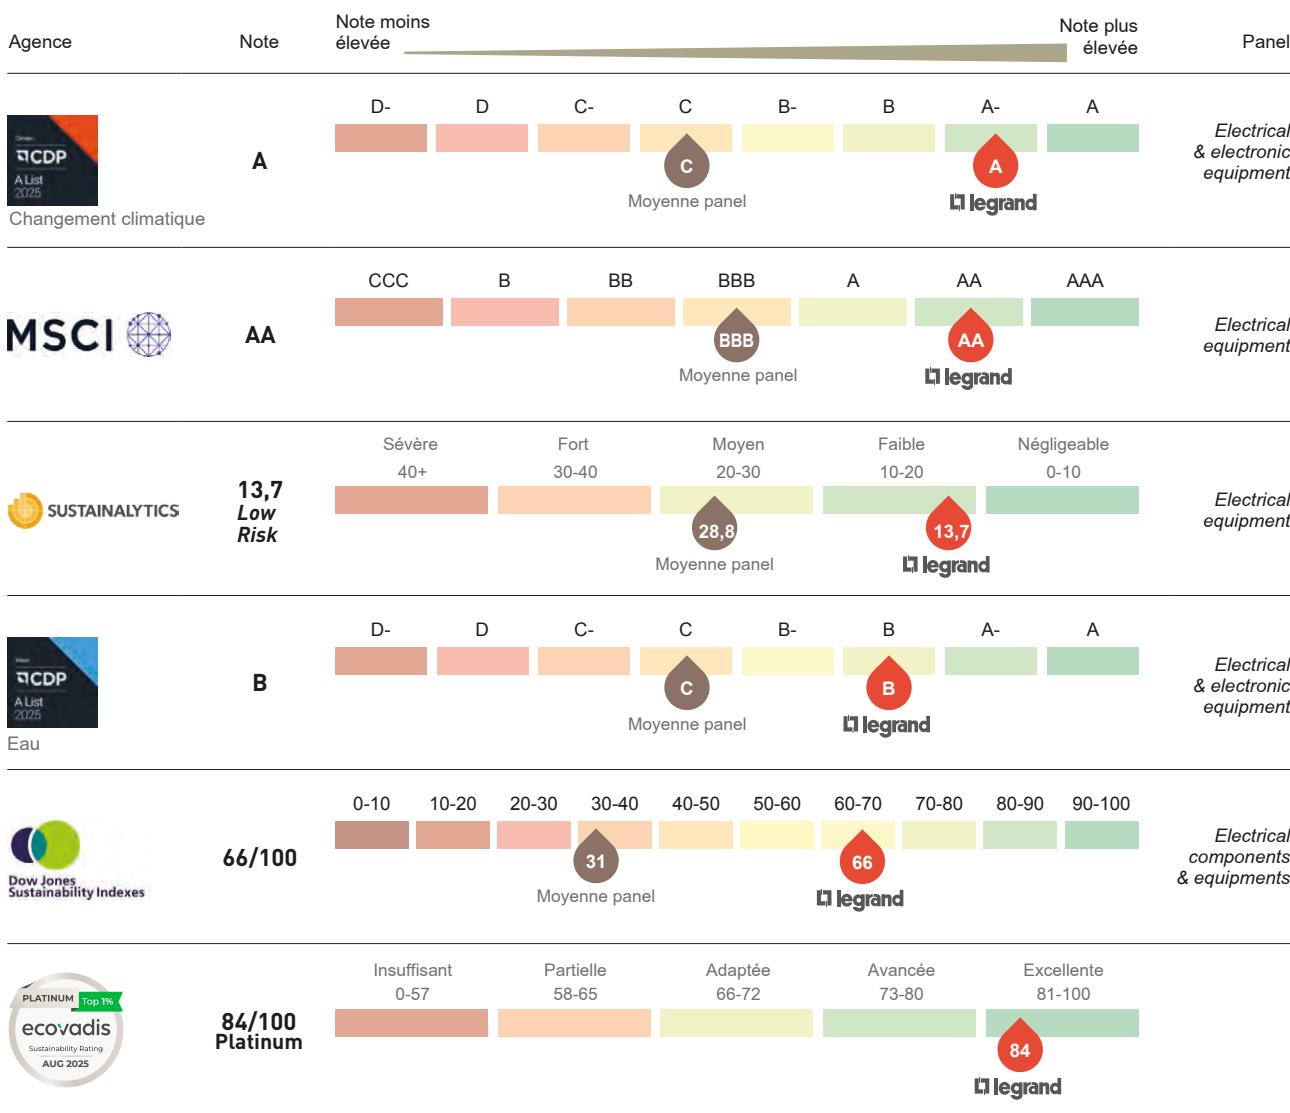 Agence
Note
Note moins
élevée
Note plus
élevée
Panel
D- D C- C B- B A- A
Climate
CDP
A List
2025
Changement climatique
A
C
Moyenne panel
A
legrand
Electrical
& electronic
equipment
CCC B BB BBB A AA AAA
MSCI
AA
BBB
Moyenne panel
AA
legrand
Electrical
equipment
Sévère Fort Moyen Faible Négligeable
40+ 30-40 20-30 10-20 0-10
SUSTAINALYTICS
13,7
Low
Risk
28,8
Moyenne panel
13,7
legrand
Electrical
equipment
D- D C- C B- B A- A
Water
CDP
A List
2025
Eau
B
C
Moyenne panel
B
legrand
Electrical
& electronic
equipment
0-10 10-20 20-30 30-40 40-50 50-60 60-70 70-80 80-90 90-100
Dow Jones
Sustainability Indexes
66/100
31
Moyenne panel
66
legrand
Electrical
components
& equipments
Insuffisant Partielle Adaptée Avancée Excellente
0-57 58-65 66-72 73-80 81-100
PLATINUM Top 1%
ecovadis
Sustainability Rating
AUG 2025
84/100
Platinum
84
legrand